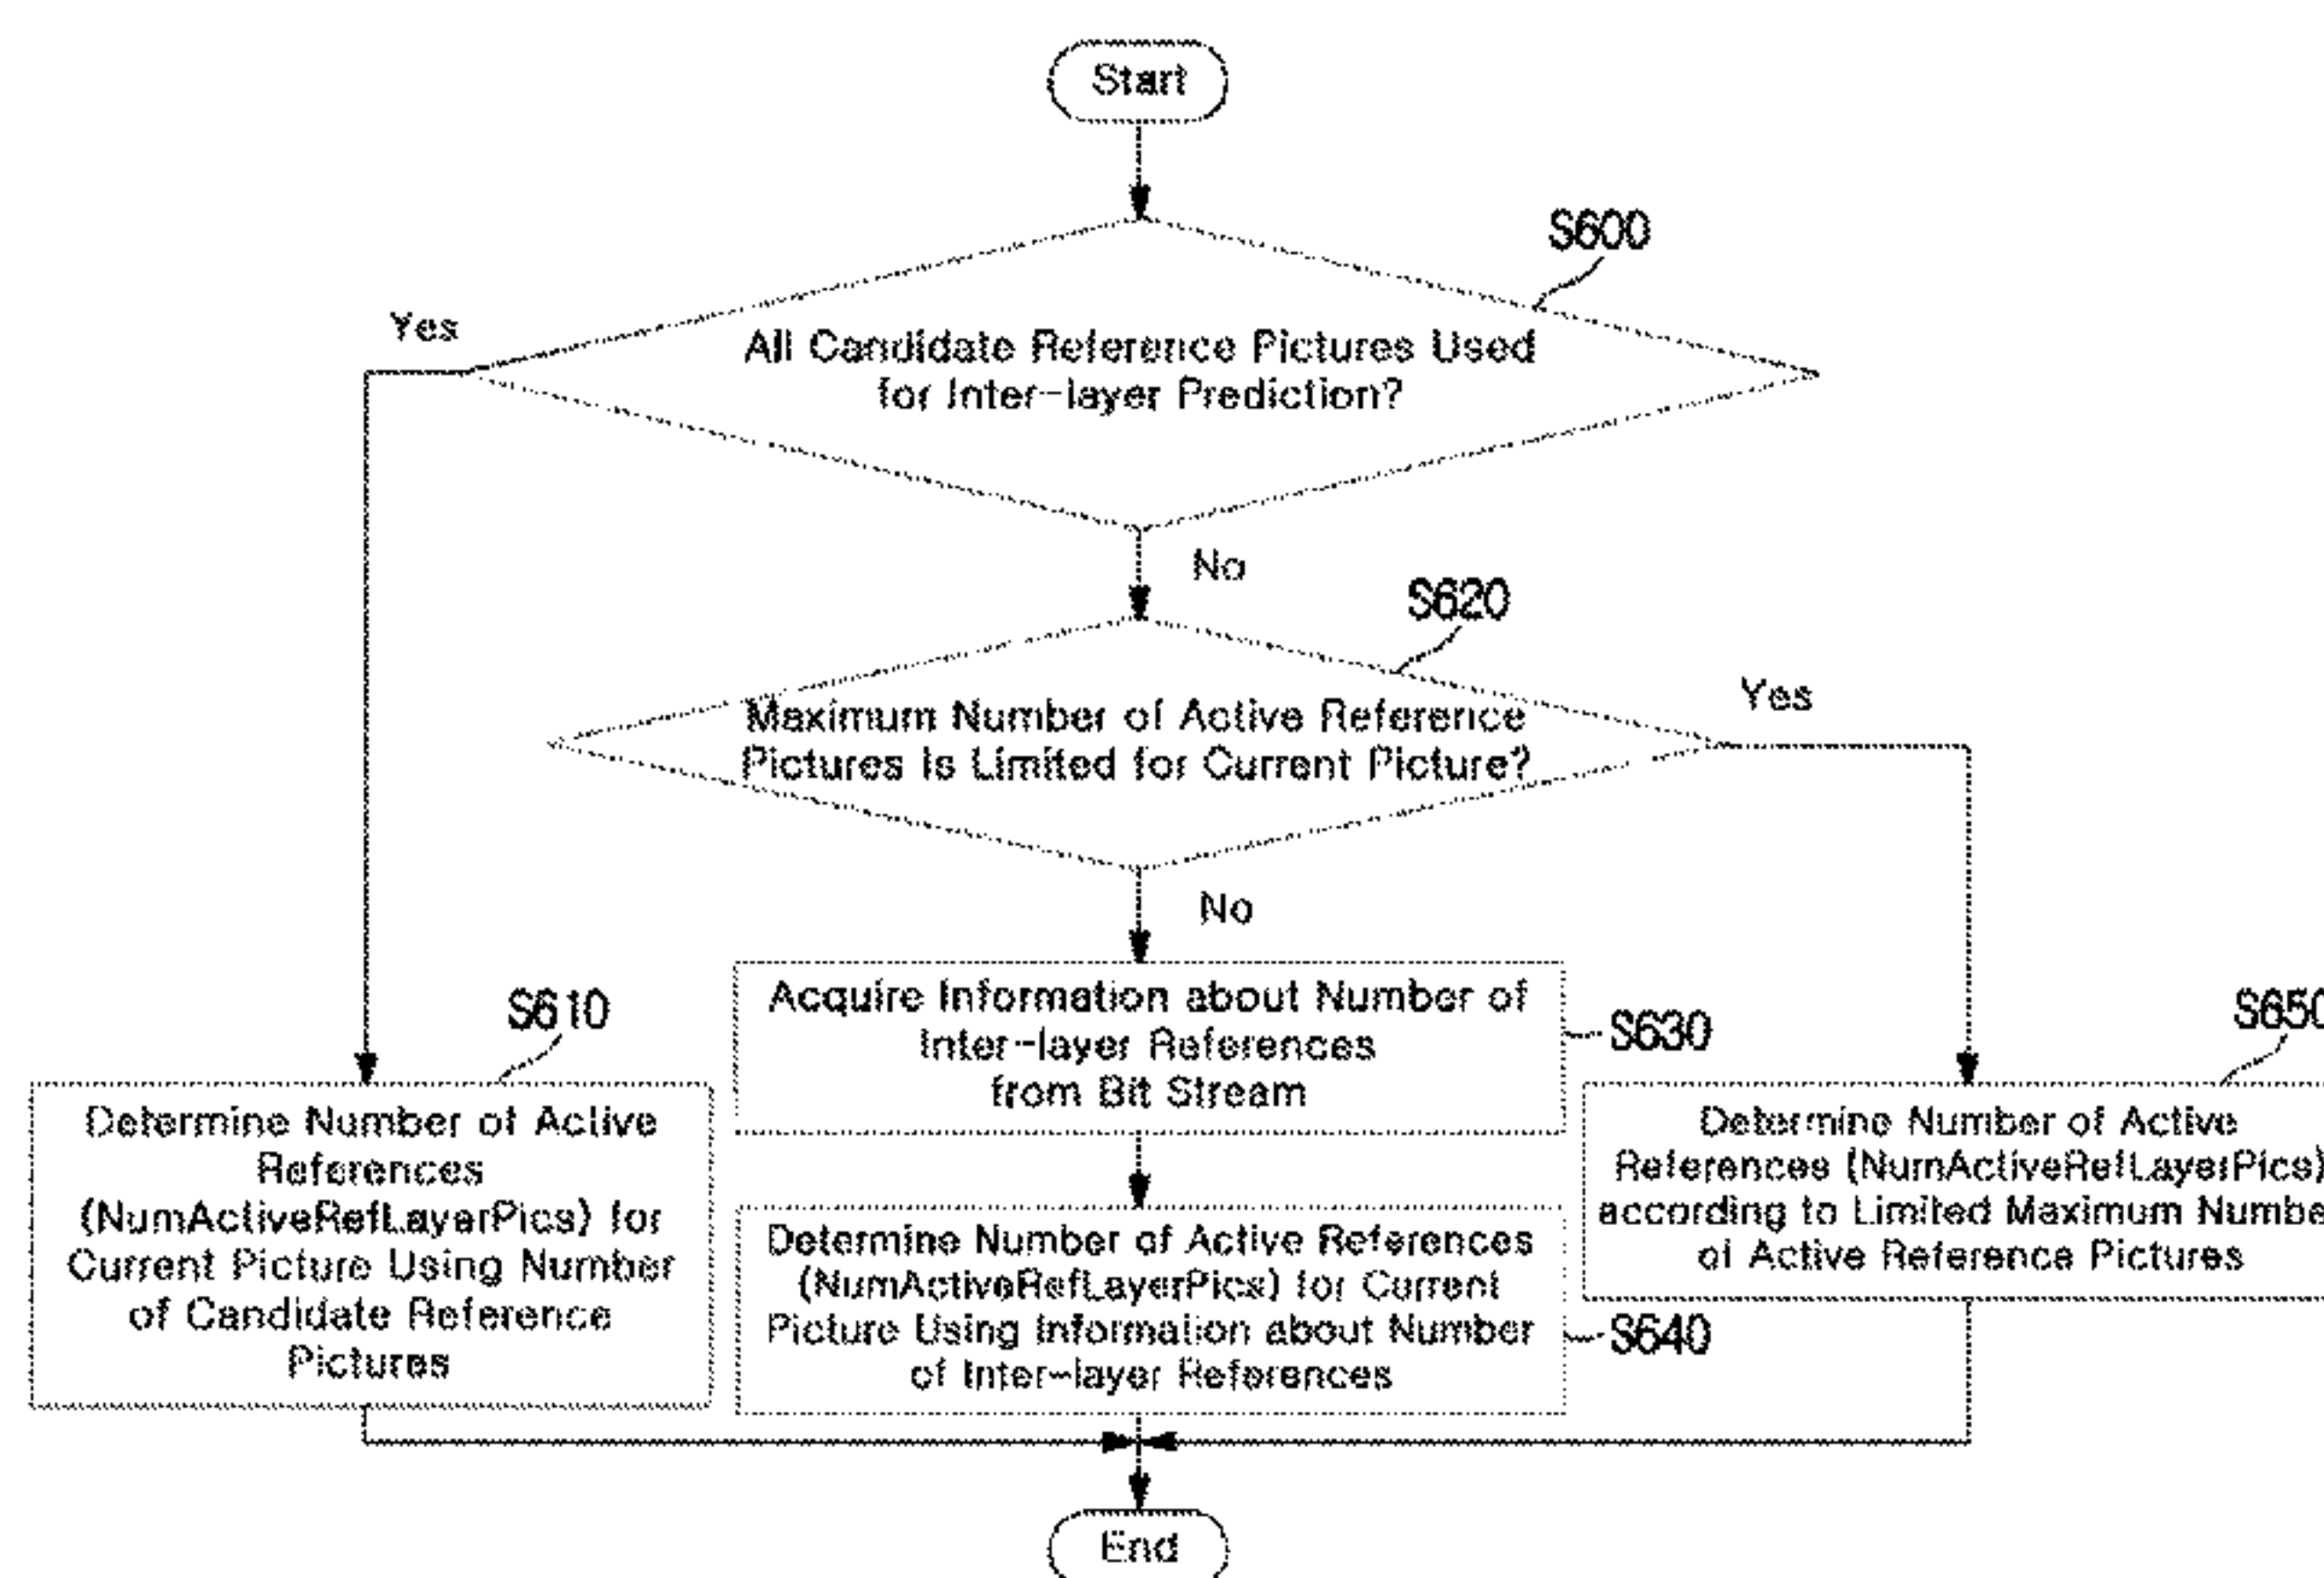 Start
S600
Yes
All Candidate Reference Pictures Used
for Inter-layer Prediction?
No
S620
Yes
Maximum Number of Active Reference
Pictures Is Limited for Current Picture?
No
S610
Determine Number of Active
References
(NumActiveRefLayerPics) for
Current Picture Using Number
of Candidate Reference
Pictures
Acquire Information about Number of
Inter-layer References
from Bit Stream
S630
Determine Number of Active References
(NumActiveRefLayerPics) for Current
Picture Using Information about Number
of Inter-layer References
S640
S650
Determine Number of Active
References (NumActiveRefLayerPics)
according to Limited Maximum Numbe
of Active Reference Pictures
End